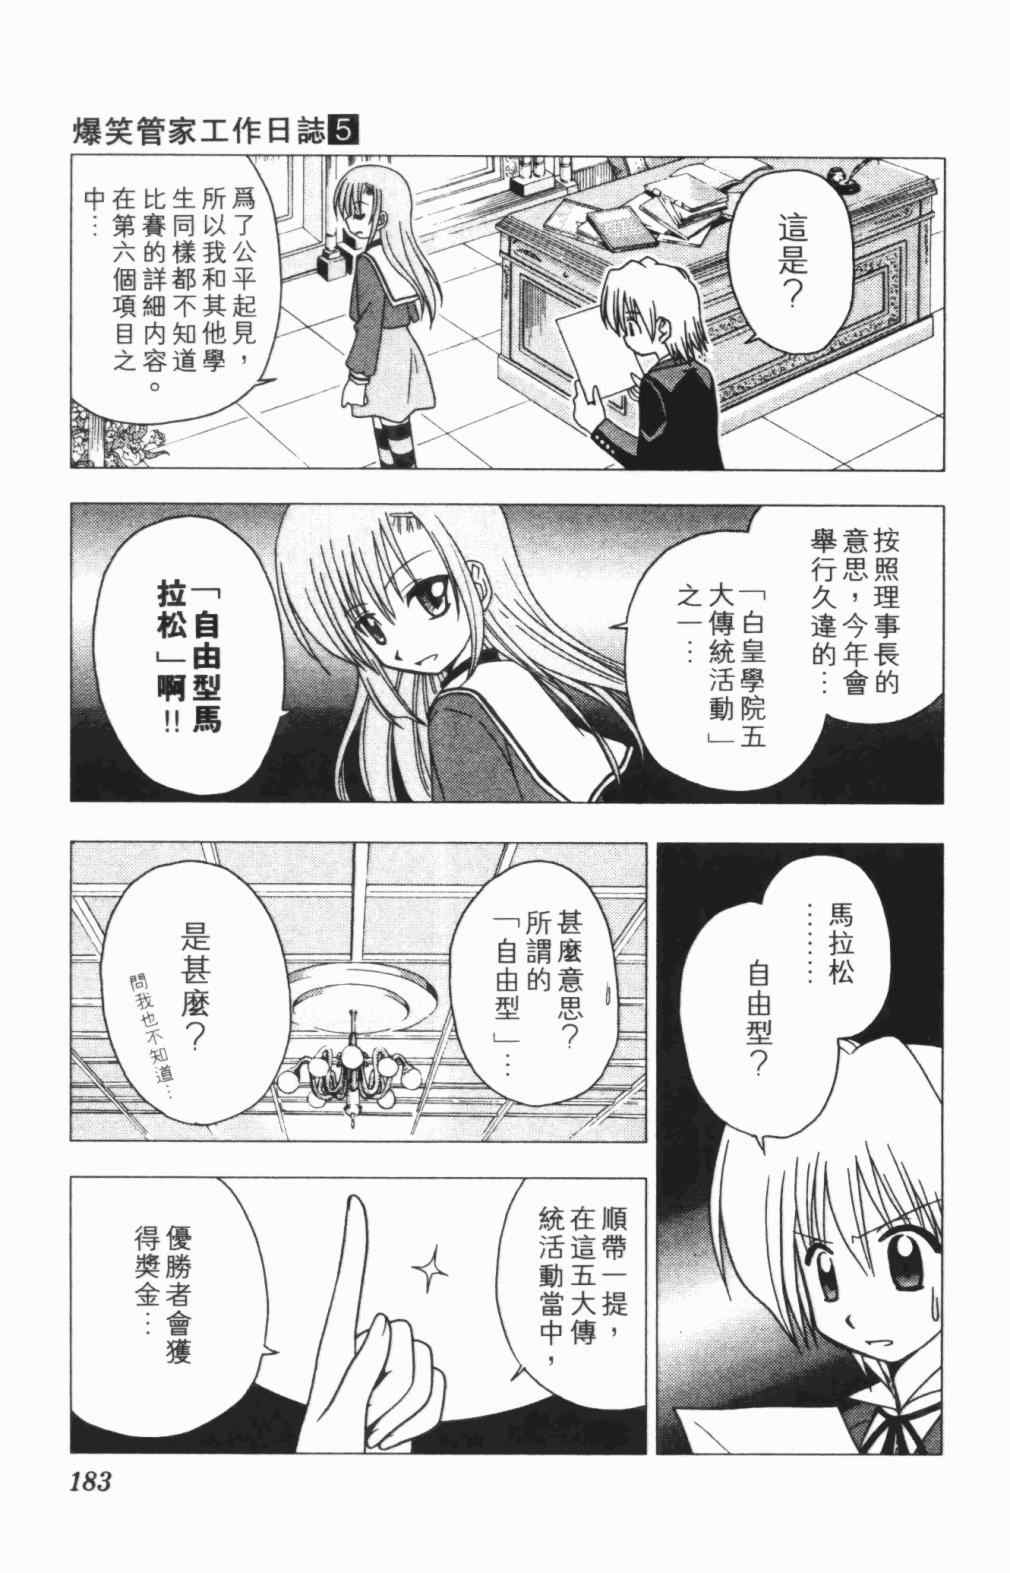 爆笑管家工作日誌5
這是？
爲了公平起見，
所以我和其他學
生同樣都不知道
比賽的詳細內容。
在第六個項目之
中…
按照理事長的
意思，今年會
舉行久違的…
「白皇學院五
大傳統活動」
之一…
「自由型馬
拉松」啊!!
馬拉松
………
自由型？
甚麼意思？
所謂的
「自由型」…
是甚麼？
問我也不知道…
順帶一提，
在這五大傳
統活動當中，
優勝者會獲
得獎金…
183